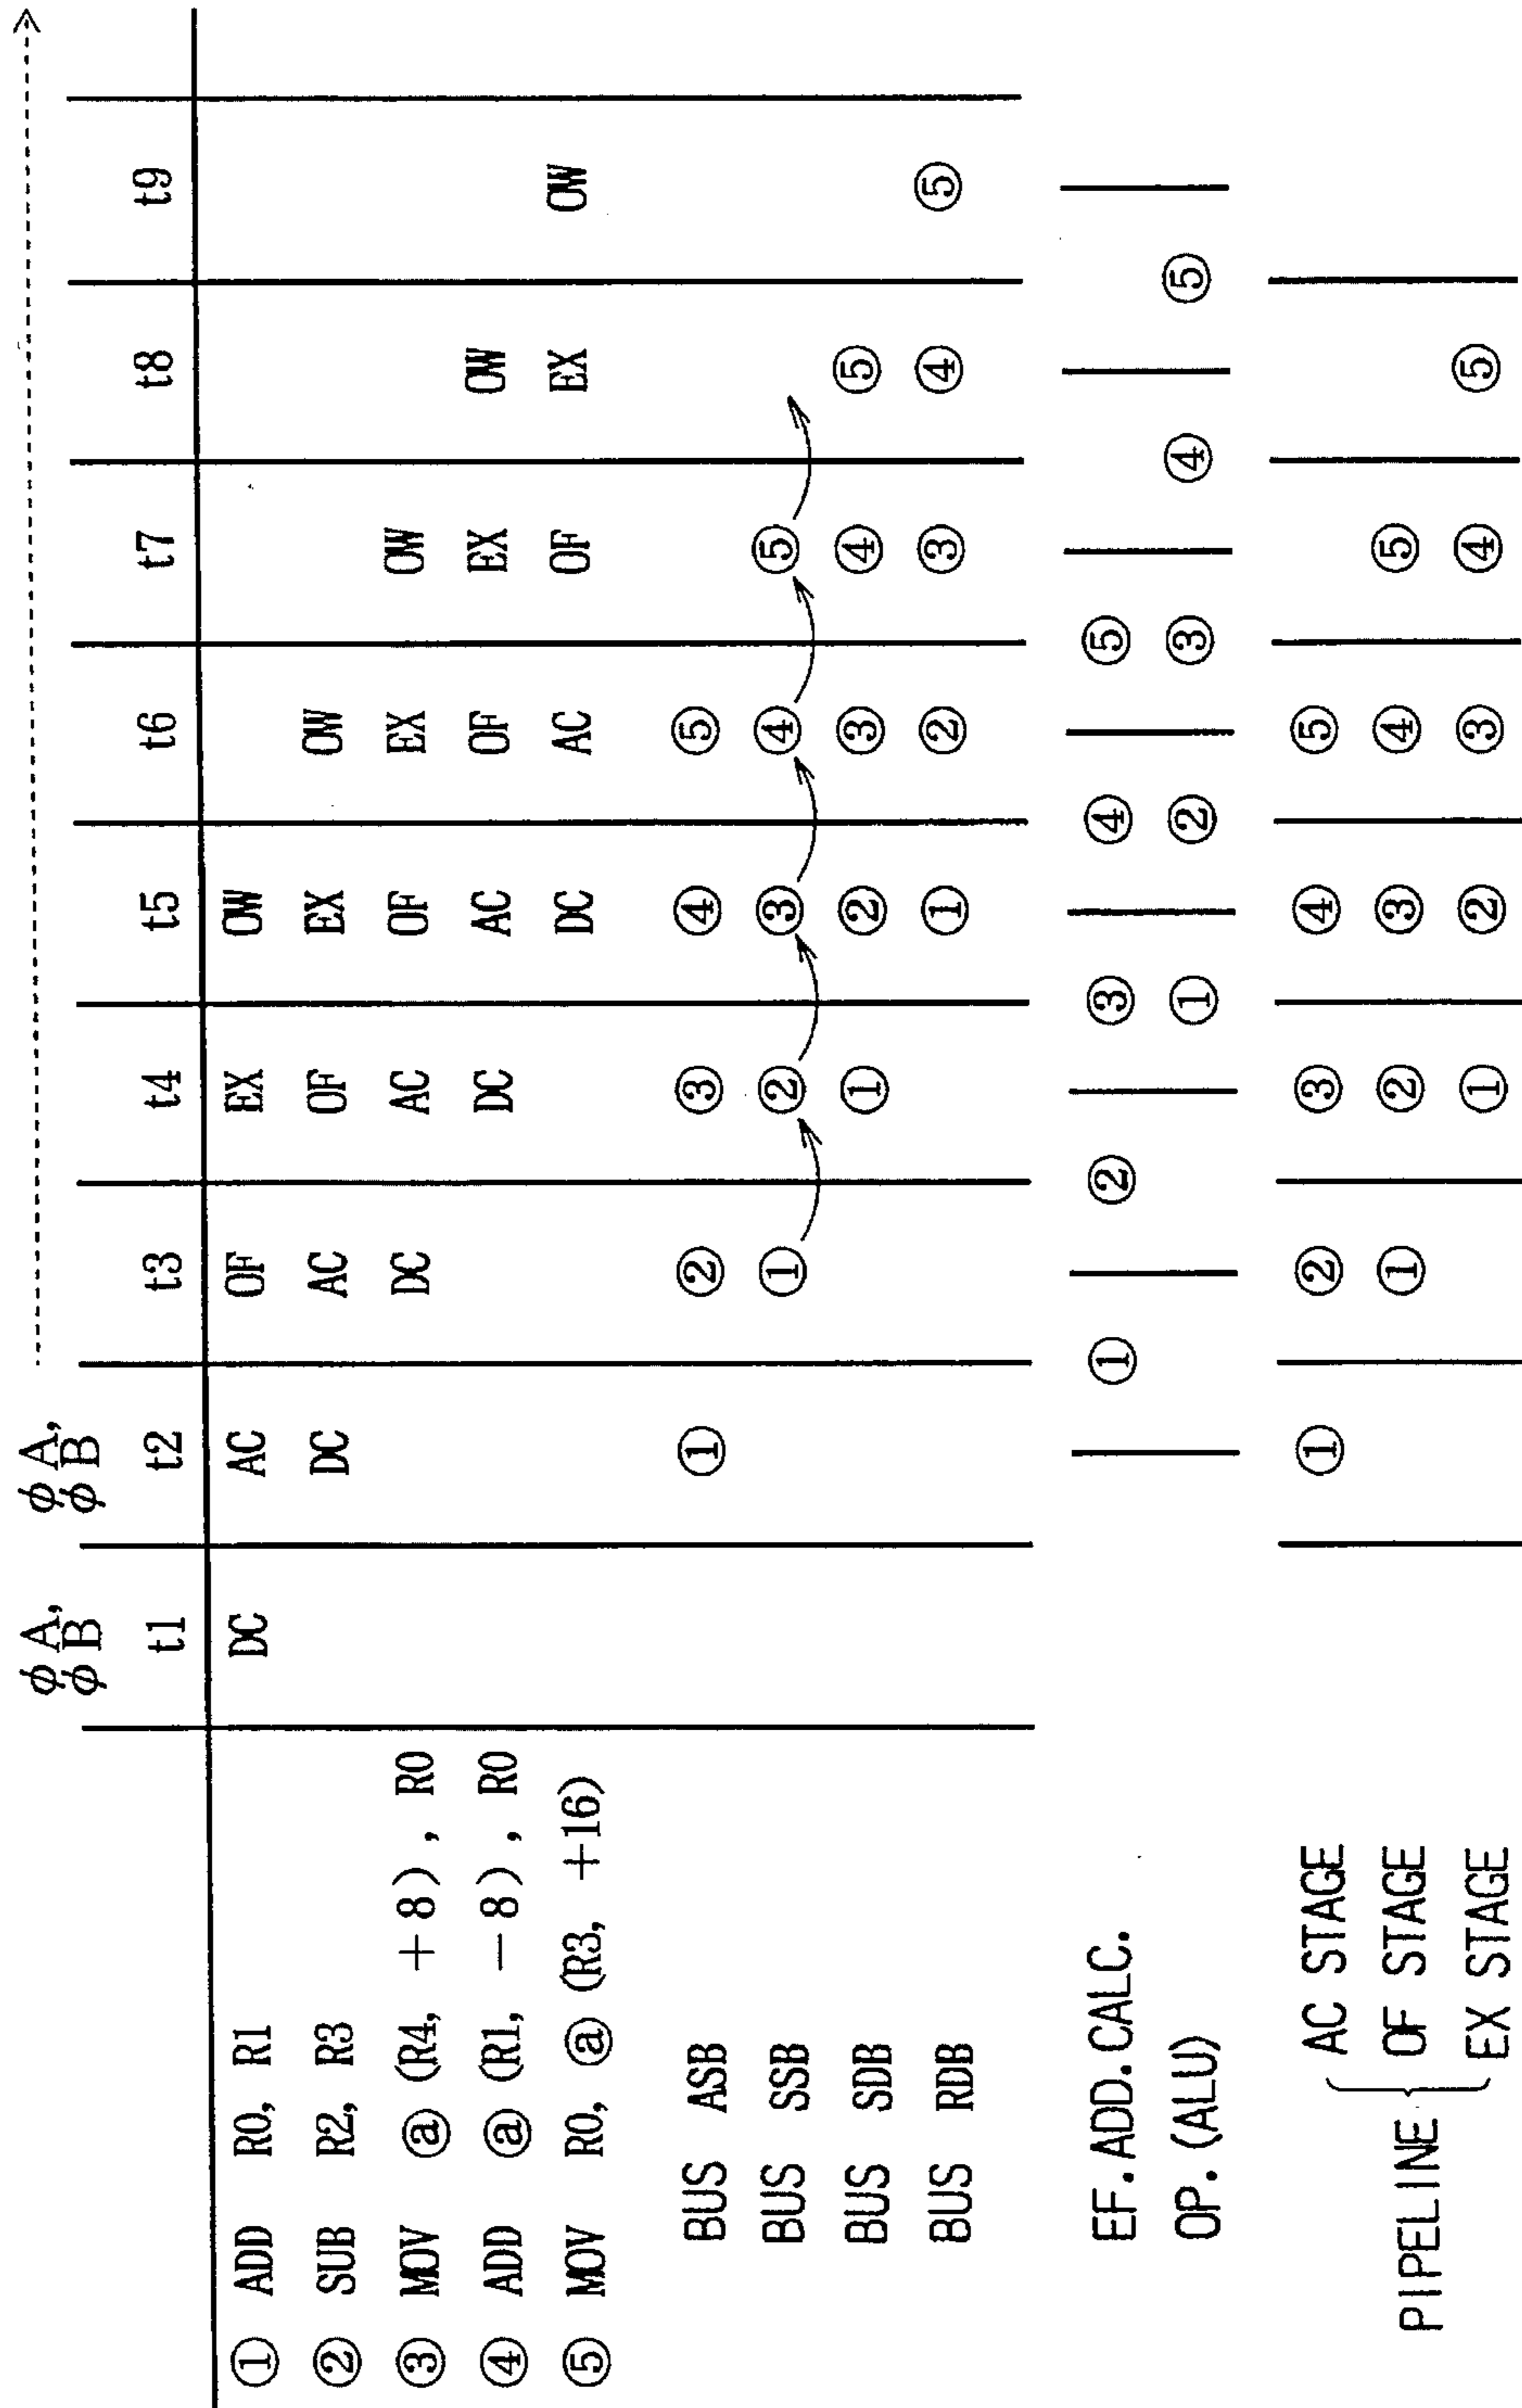 φA, φA,
φB φB
t1 t2 t3 t4 t5 t6 t7 t8 t9
① ADD R0, R1 DC AC OF EX OW
② SUB R2, R3 DC AC OF EX OW
③ MOV ⓐ (R4, +8), R0 DC AC OF EX OW
④ ADD ⓐ (R1, −8), R0 DC AC OF EX OW
⑤ MOV R0, ⓐ (R3, +16) DC AC OF EX OW
BUS ASB ① ② ③ ④ ⑤
BUS SSB ① ② ③ ④ ⑤
BUS SDB ① ② ③ ④ ⑤
BUS RDB ① ② ③ ④ ⑤
EF. ADD. CALC. ① ② ③ ④ ⑤
OP. (ALU) ① ② ③ ④ ⑤
AC STAGE ① ② ③ ④ ⑤
PIPELINE OF STAGE ① ② ③ ④ ⑤
EX STAGE ① ② ③ ④ ⑤